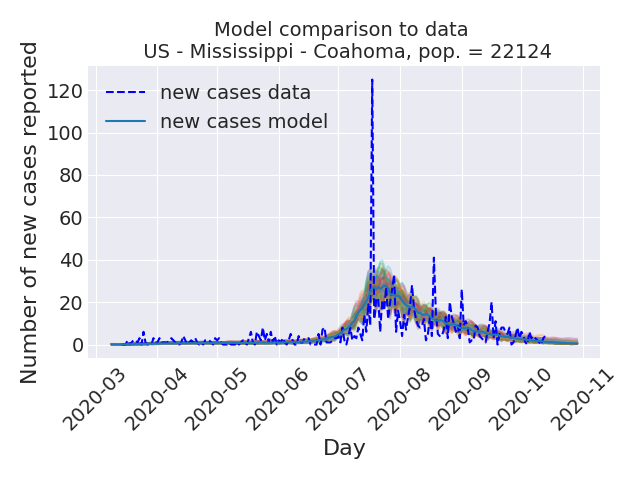 Model comparison to data
US - Mississippi - Coahoma, pop. = 22124
Number of new cases reported
120
100
80
60
40
20
0
new cases data
new cases model
2020-03
2020-04
2020-05
2020-06
2020-07
2020-08
2020-09
2020-10
2020-11
Day